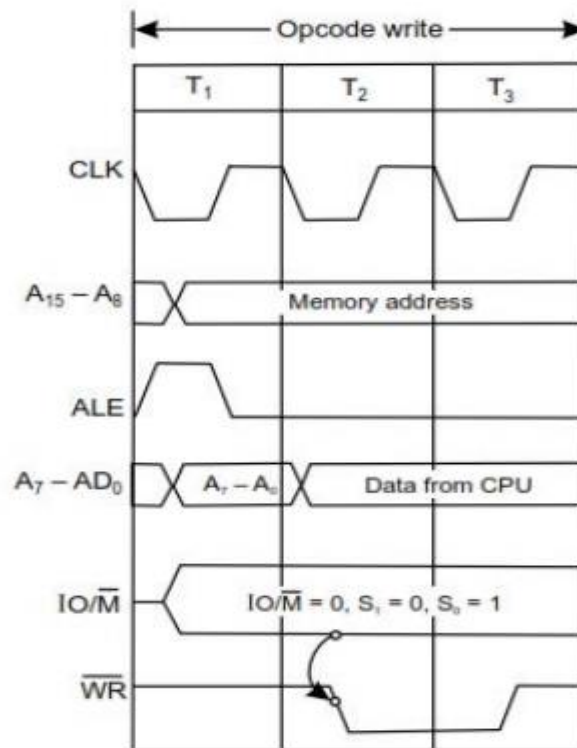 Opcode write
T₁ T₂ T₃
CLK
A₁₅ – A₈ Memory address
ALE
A₇ – AD₀ A₇ – A₀ Data from CPU
IO/M̅ IO/M̅ = 0, S₁ = 0, S₀ = 1
W̅R̅